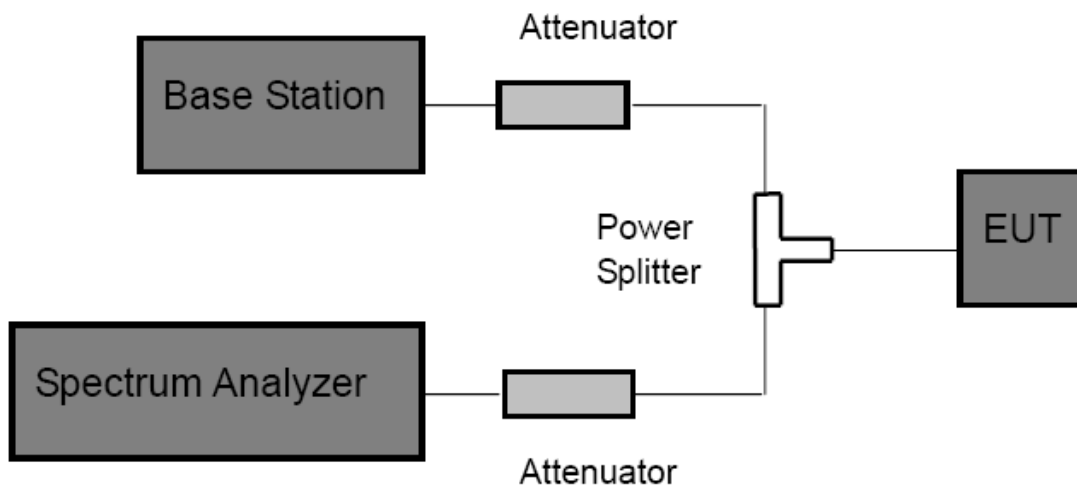 Attenuator
Base Station
Power
Splitter
EUT
Spectrum Analyzer
Attenuator